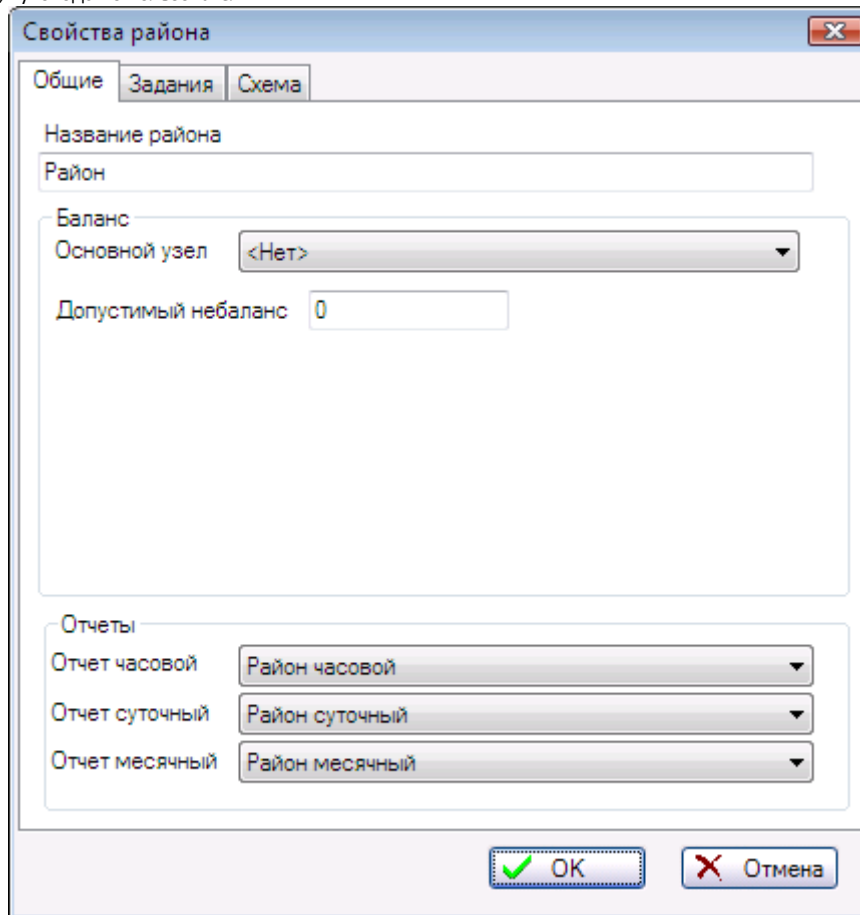 Свойства района
Общие Задания Схема
Название района
Район
Баланс
Основной узел <Нет>
Допустимый небаланс 0
Отчеты
Отчет часовой Район часовой
Отчет суточный Район суточный
Отчет месячный Район месячный
OK Отмена